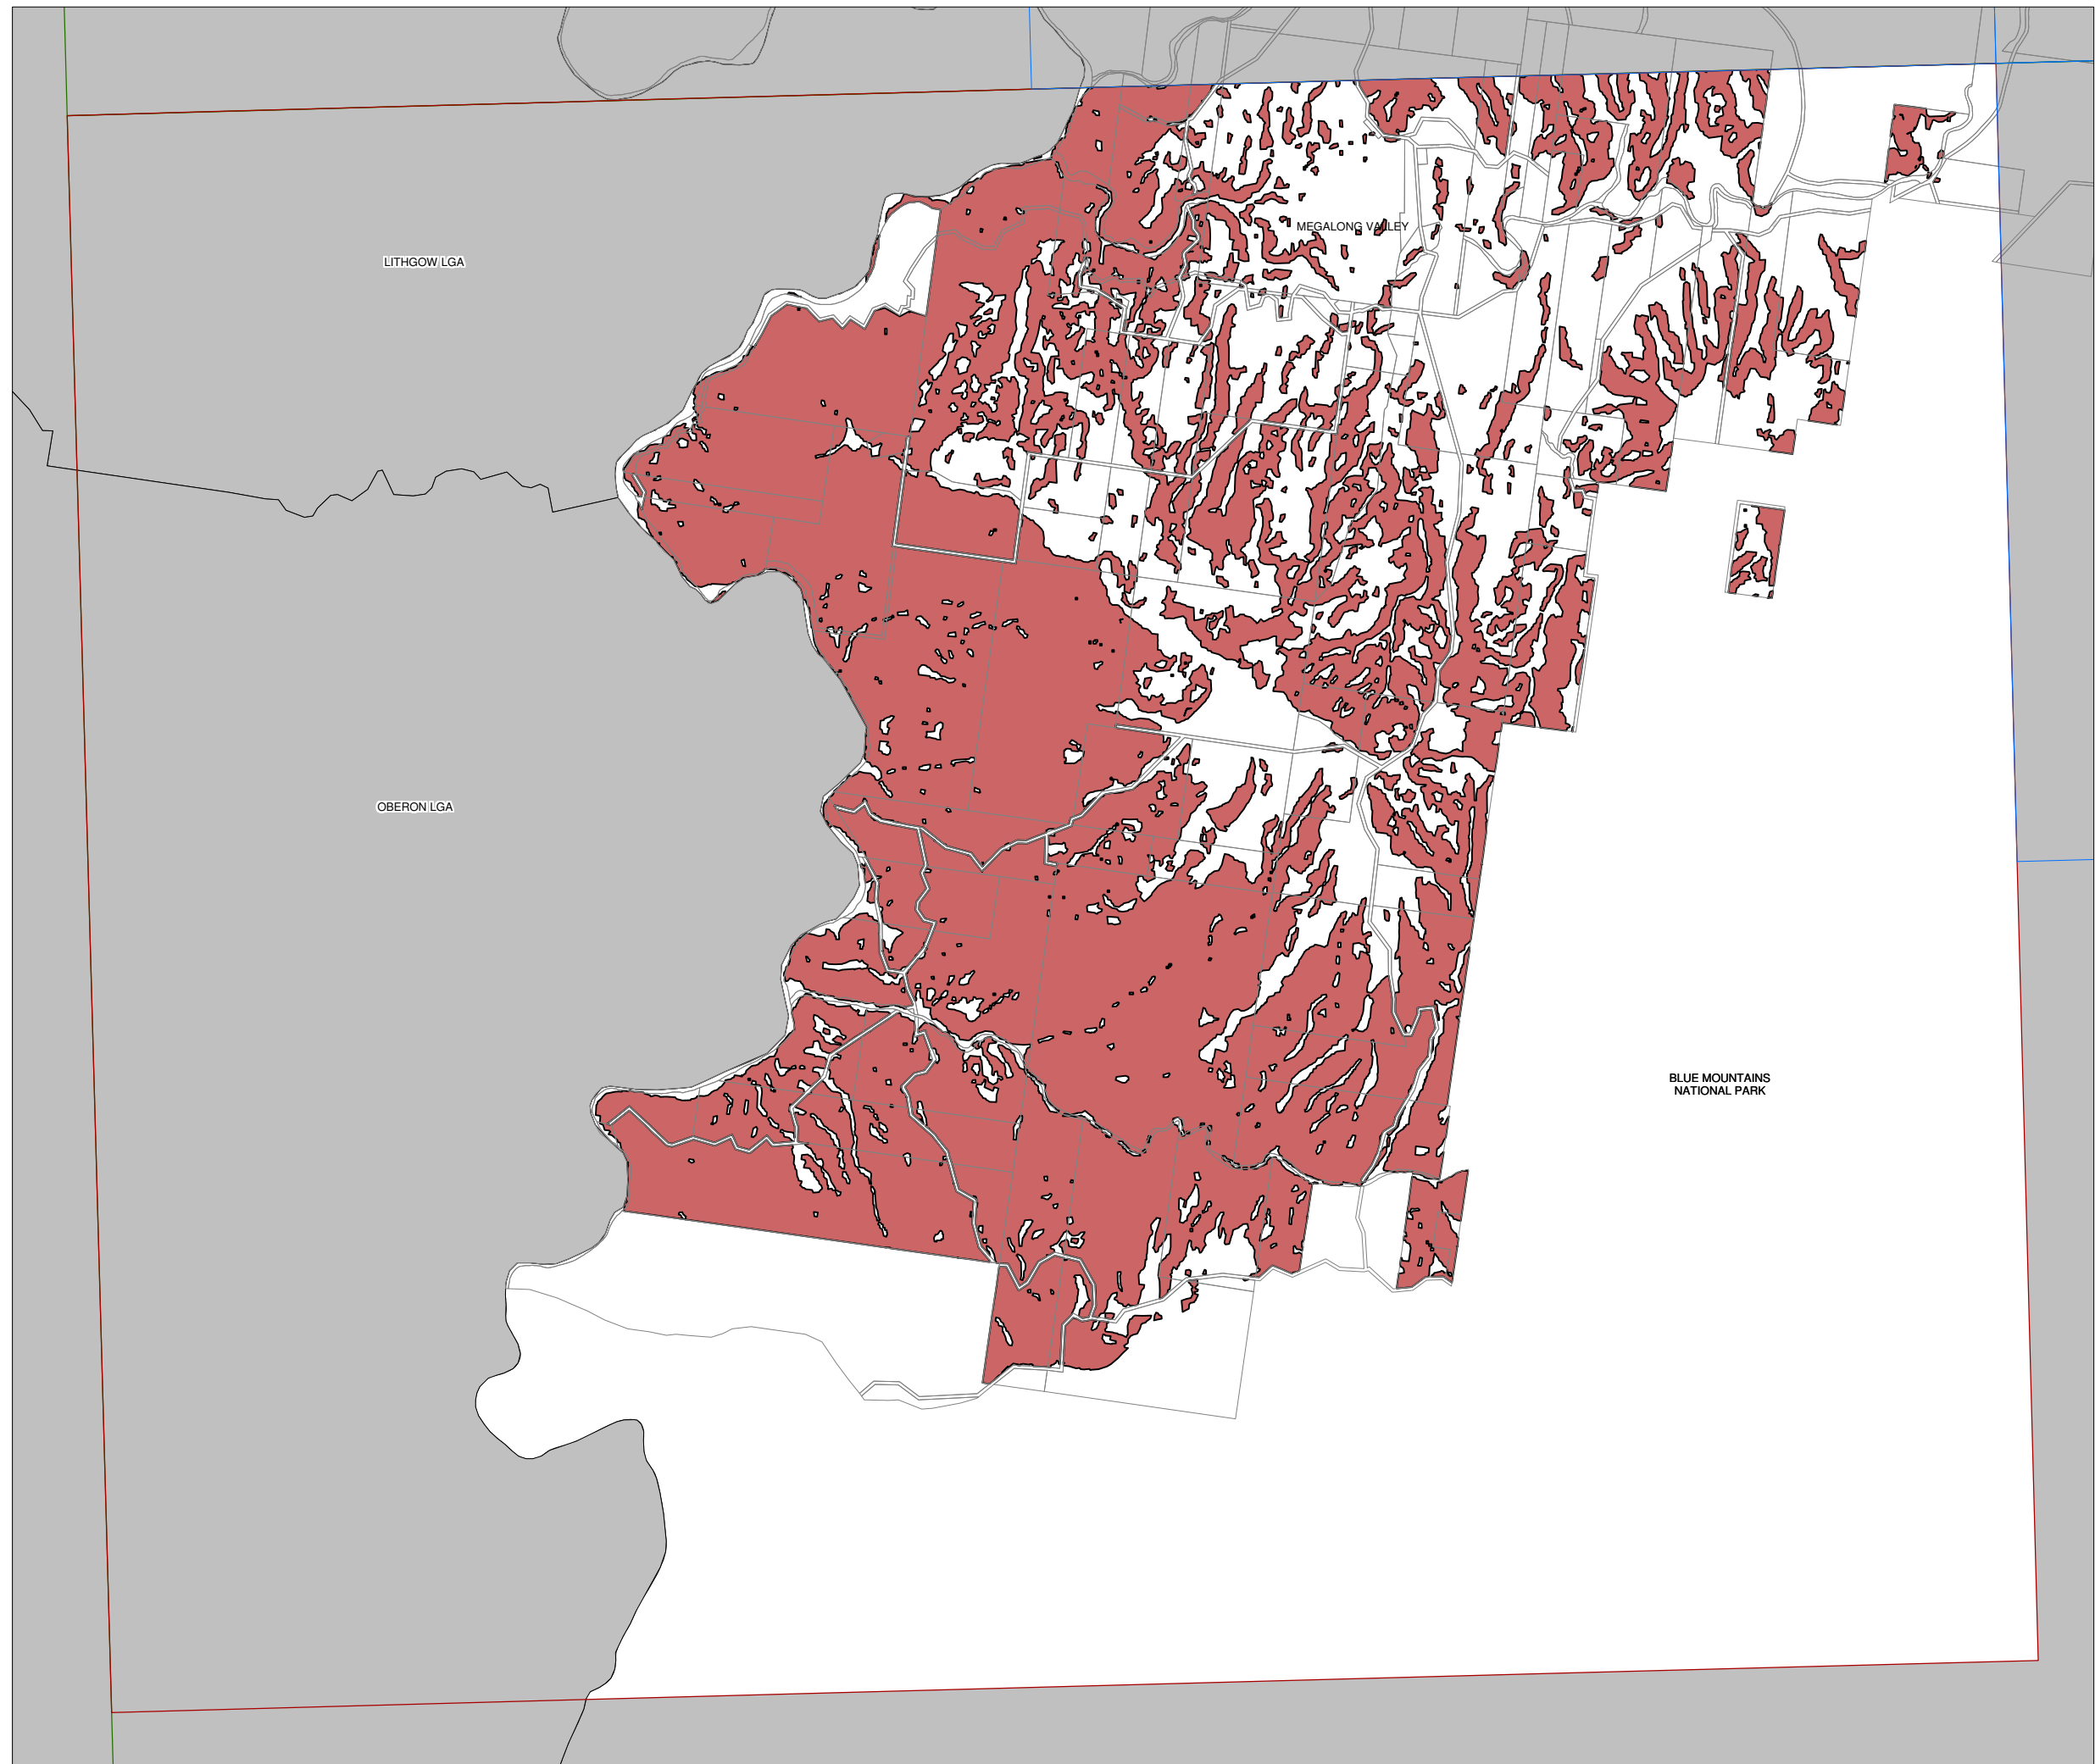 MEGALONG VALLEY
LITHGOW LGA
OBERON LGA
BLUE MOUNTAINS
NATIONAL PARK